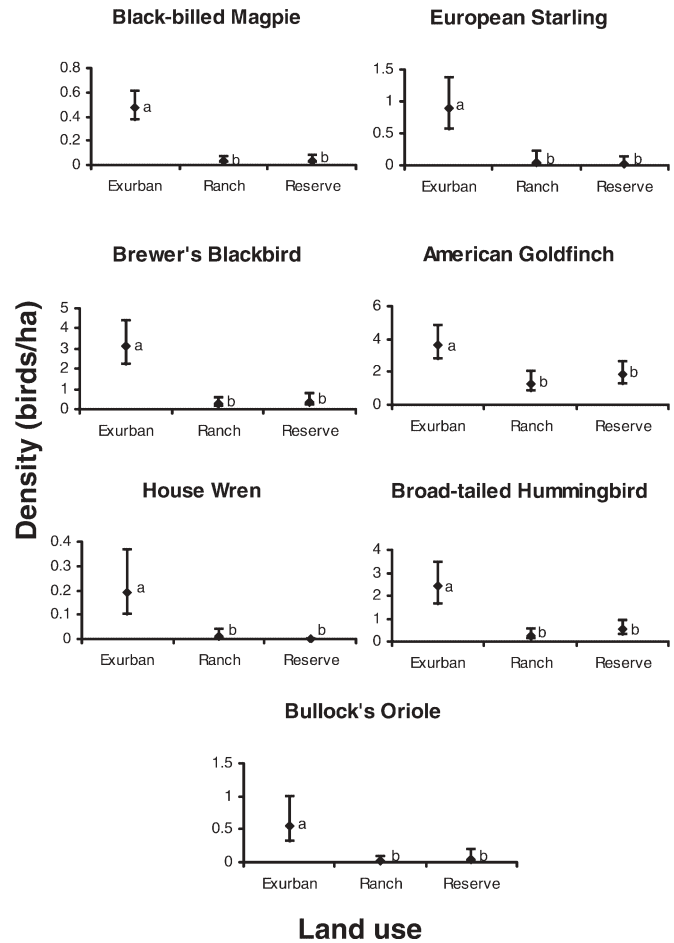 Black-billed Magpie
0.8
0.6
0.4
0.2
0
a
b
b
Exurban Ranch Reserve
European Starling
1.5
1
0.5
0
a
b
b
Exurban Ranch Reserve
Density (birds/ha)
Brewer's Blackbird
5
4
3
2
1
0
a
b
b
Exurban Ranch Reserve
American Goldfinch
6
4
2
0
a
b
b
Exurban Ranch Reserve
House Wren
0.4
0.3
0.2
0.1
0
a
b
b
Exurban Ranch Reserve
Broad-tailed Hummingbird
4
3
2
1
0
a
b
b
Exurban Ranch Reserve
Bullock's Oriole
1.5
1
0.5
0
a
b
b
Exurban Ranch Reserve
Land use